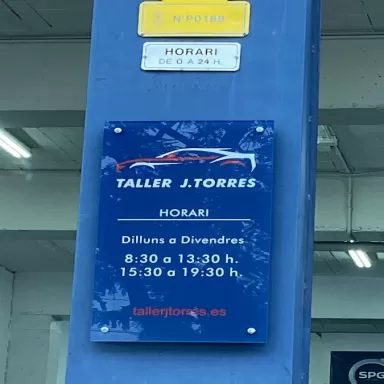 Nº P0188
HORARI
DE 0 A 24 H.
TALLER J.TORRES
HORARI
Dilluns a Divendres
8:30 a 13:30 h.
15:30 a 19:30 h.
tallerjtorres.es
SPG